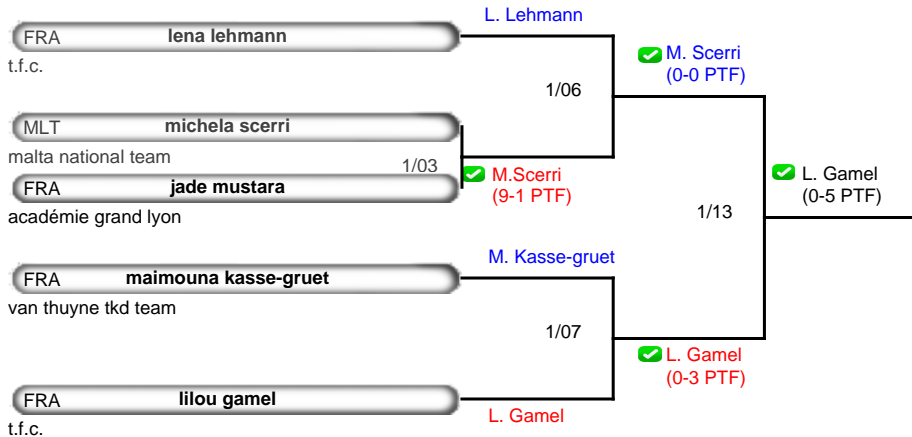 L. Lehmann
FRA lena lehmann
t.f.c.
M. Scerri
(0-0 PTF)
1/06
MLT michela scerri
malta national team
1/03
M.Scerri
(9-1 PTF)
FRA jade mustara
académie grand lyon
L. Gamel
(0-5 PTF)
1/13
M. Kasse-gruet
FRA maimouna kasse-gruet
van thuyne tkd team
1/07
L. Gamel
(0-3 PTF)
FRA lilou gamel
L. Gamel
t.f.c.